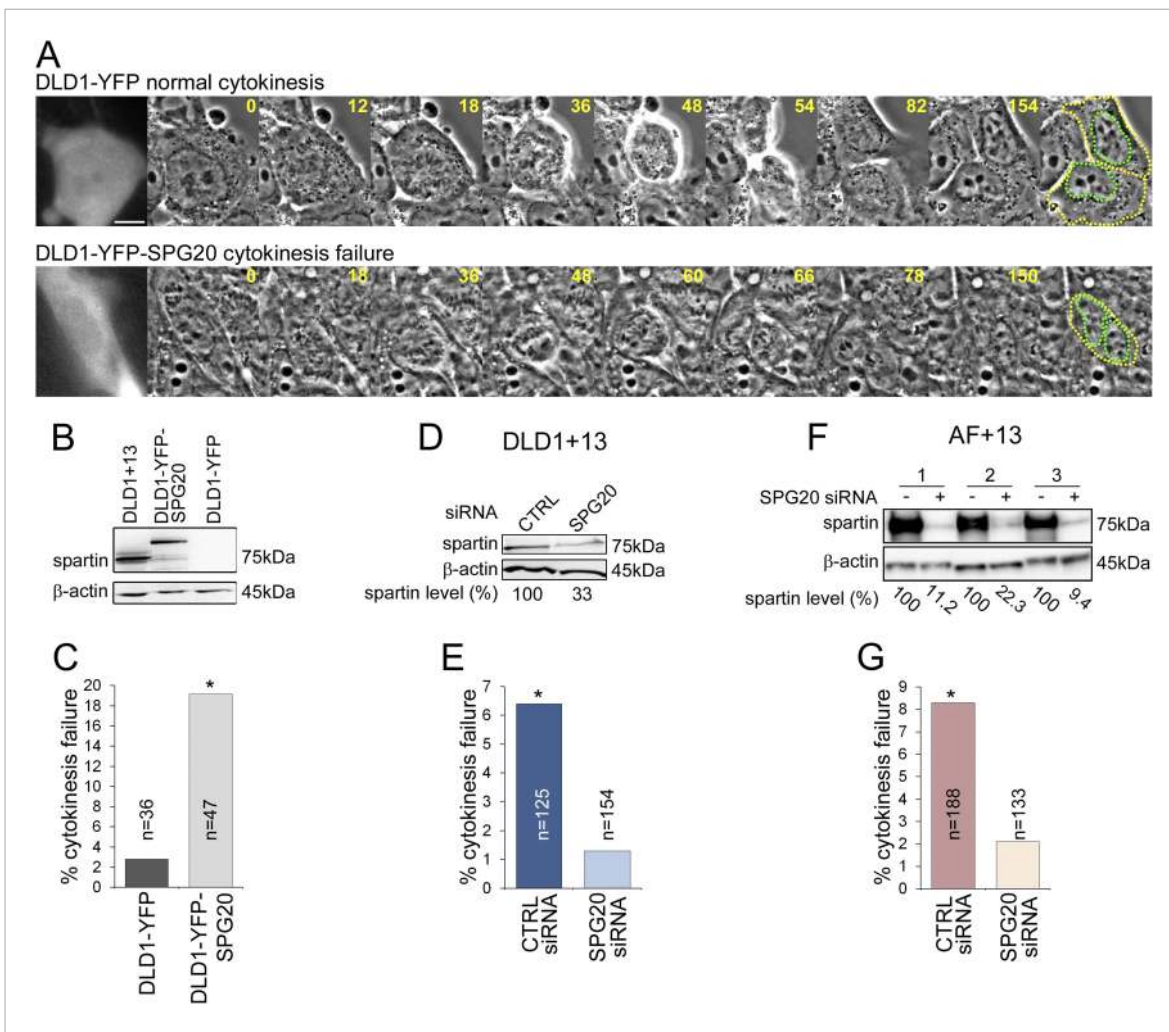 A
DLD1-YFP normal cytokinesis
0 12 18 36 48 54 82 154
DLD1-YFP-SPG20 cytokinesis failure
0 18 36 48 60 66 78 150
B
DLD1+13
DLD1-YFP-
SPG20
DLD1-YFP
spartin 75kDa
β-actin 45kDa
C
% cytokinesis failure
20
18
16
14
12
10
8
6
4
2
0
*
n=36
n=47
DLD1-YFP
DLD1-YFP-
SPG20
D
DLD1+13
siRNA CTRL SPG20
spartin 75kDa
β-actin 45kDa
spartin level (%) 100 33
E
% cytokinesis failure
7
6
5
4
3
2
1
0
*
n=125
n=154
CTRL
siRNA
SPG20
siRNA
F
AF+13
1 2 3
SPG20 siRNA - + - + - +
spartin 75kDa
β-actin 45kDa
spartin level (%) 100 11.2 100 22.3 100 9.4
G
% cytokinesis failure
9
8
7
6
5
4
3
2
1
0
*
n=188
n=133
CTRL
siRNA
SPG20
siRNA